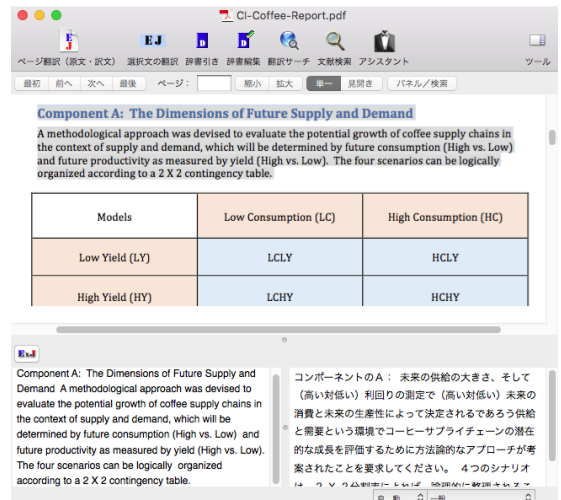 CI-Coffee-Report.pdf
EJ
E J
D
D
ページ翻訳（原文・訳文） 選択文の翻訳 辞書引き 辞書編集 翻訳サーチ 文献検索 アシスタント ツール
最初 前へ 次へ 最後 ページ： 縮小 拡大 単一 見開き パネル／検索
Component A: The Dimensions of Future Supply and Demand
A methodological approach was devised to evaluate the potential growth of coffee supply chains in
the context of supply and demand, which will be determined by future consumption (High vs. Low)
and future productivity as measured by yield (High vs. Low). The four scenarios can be logically
organized according to a 2 X 2 contingency table.
Models Low Consumption (LC) High Consumption (HC)
Low Yield (LY) LCLY HCLY
High Yield (HY) LCHY HCHY
Component A: The Dimensions of Future Supply and
Demand A methodological approach was devised to
evaluate the potential growth of coffee supply chains in
the context of supply and demand, which will be
determined by future consumption (High vs. Low) and
future productivity as measured by yield (High vs. Low).
The four scenarios can be logically organized
according to a 2 X 2 contingency table.
コンポーネントのA： 未来の供給の大きさ、そして
（高い対低い）利回りの測定で（高い対低い）未来の
消費と未来の生産性によって決定されるであろう供給
と需要という環境でコーヒーサプライチェーンの潜在
的な成長を評価するために方法論的なアプローチが考
案されたことを要求してください。 4つのシナリオ